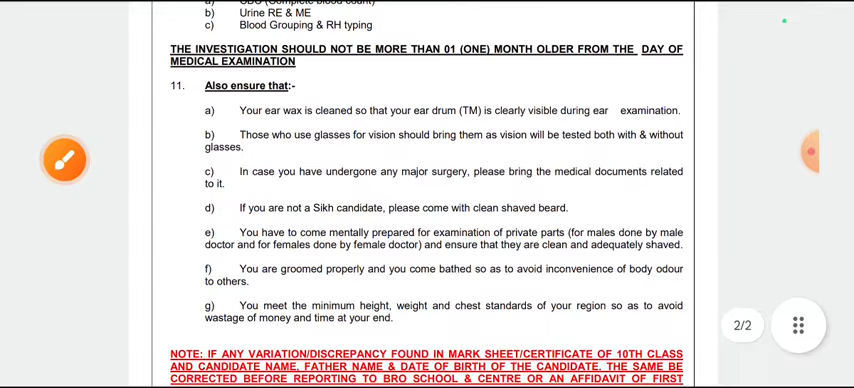 a) CBC (Complete blood count)
b) Urine RE & ME
c) Blood Grouping & RH typing
THE INVESTIGATION SHOULD NOT BE MORE THAN 01 (ONE) MONTH OLDER FROM THE DAY OF
MEDICAL EXAMINATION
11. Also ensure that:-
a) Your ear wax is cleaned so that your ear drum (TM) is clearly visible during ear examination.
b) Those who use glasses for vision should bring them as vision will be tested both with & without
glasses.
c) In case you have undergone any major surgery, please bring the medical documents related
to it.
d) If you are not a Sikh candidate, please come with clean shaved beard.
e) You have to come mentally prepared for examination of private parts (for males done by male
doctor and for females done by female doctor) and ensure that they are clean and adequately shaved.
f) You are groomed properly and you come bathed so as to avoid inconvenience of body odour
to others.
g) You meet the minimum height, weight and chest standards of your region so as to avoid
wastage of money and time at your end.
2/2
NOTE: IF ANY VARIATION/DISCREPANCY FOUND IN MARK SHEET/CERTIFICATE OF 10TH CLASS
AND CANDIDATE NAME, FATHER NAME & DATE OF BIRTH OF THE CANDIDATE, THE SAME BE
CORRECTED BEFORE REPORTING TO BRO SCHOOL & CENTRE OR AN AFFIDAVIT OF FIRST